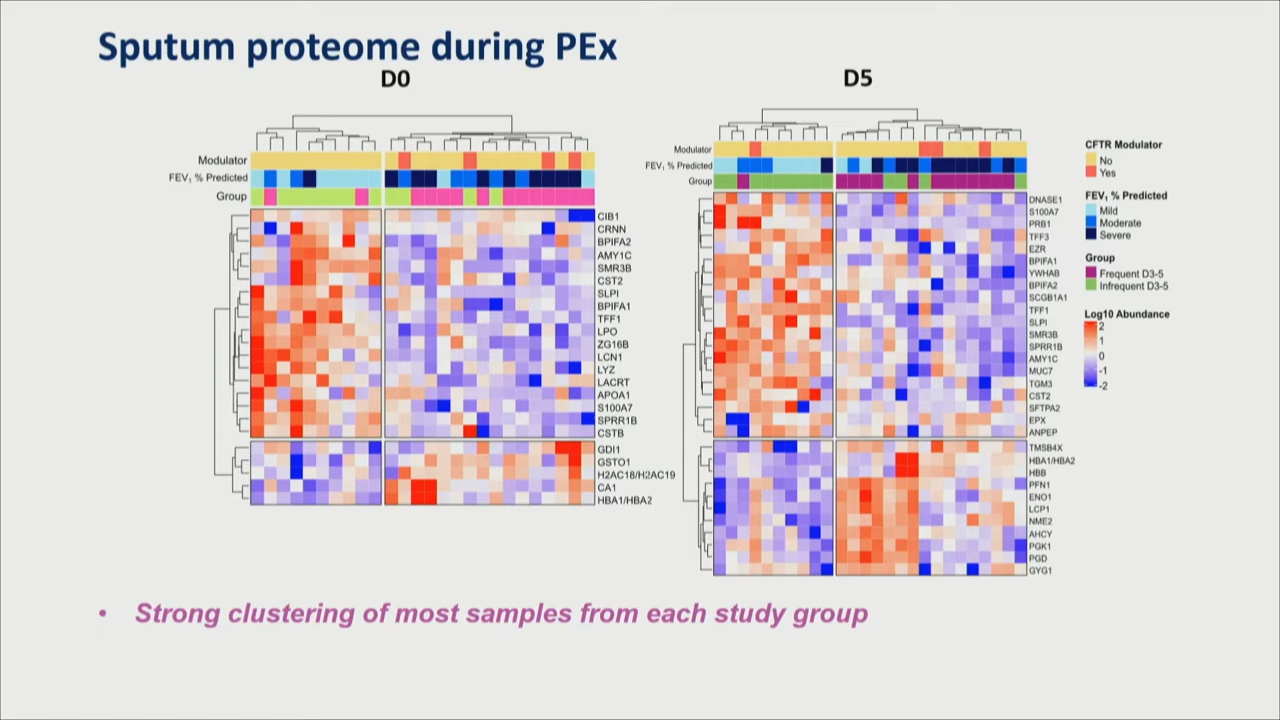 Sputum proteome during PEx
D0
Modulator
FEV₁ % Predicted
Group
CIB1
CRNN
BPIFA2
AMY1C
SMR3B
CST2
SLPI
BPIFA1
TFF1
LPO
ZG16B
LCN1
LYZ
LACRT
APOA1
S100A7
SPRR1B
CSTB
GDI1
GSTO1
H2AC18/H2AC19
CA1
HBA1/HBA2
D5
Modulator
FEV₁ % Predicted
Group
DNASE1
S100A7
PRB1
TFF3
EZR
BPIFA1
YWHAB
BPIFA2
SCGB1A1
TFF1
SLPI
SMR3B
SPRR1B
AMY1C
MUC7
TGM3
CST2
SFTPA2
EPX
ANPEP
TMSB4X
HBA1/HBA2
HBB
PFN1
ENO1
LCP1
NME2
AHCY
PGK1
PGD
GYG1
CFTR Modulator
No
Yes
FEV₁ % Predicted
Mild
Moderate
Severe
Group
Frequent D3-5
Infrequent D3-5
Log10 Abundance
2
1
0
-1
-2
• Strong clustering of most samples from each study group